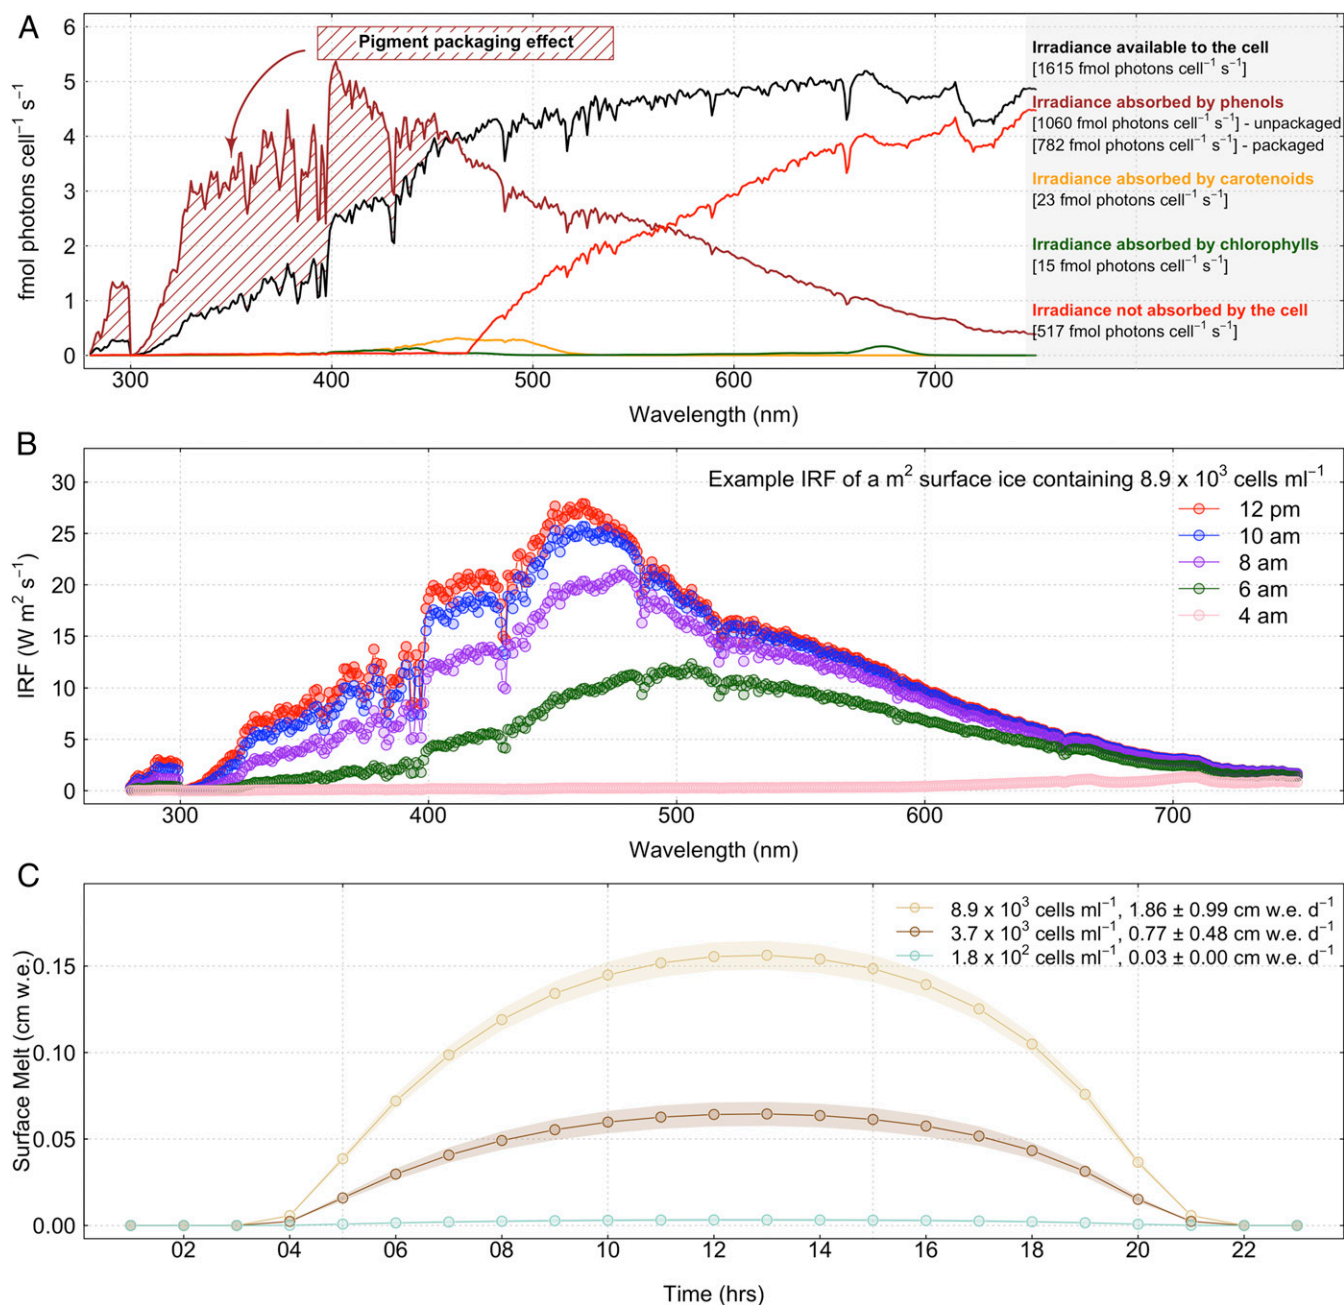 A
Pigment packaging effect
Irradiance available to the cell
[1615 fmol photons cell⁻¹ s⁻¹]
Irradiance absorbed by phenols
[1060 fmol photons cell⁻¹ s⁻¹] - unpackaged
[782 fmol photons cell⁻¹ s⁻¹] - packaged
Irradiance absorbed by carotenoids
[23 fmol photons cell⁻¹ s⁻¹]
Irradiance absorbed by chlorophylls
[15 fmol photons cell⁻¹ s⁻¹]
Irradiance not absorbed by the cell
[517 fmol photons cell⁻¹ s⁻¹]
fmol photons cell⁻¹ s⁻¹
6
5
4
3
2
1
0
300 400 500 600 700
Wavelength (nm)
B
Example IRF of a m² surface ice containing 8.9 x 10³ cells ml⁻¹
12 pm
10 am
8 am
6 am
4 am
IRF (W m² s⁻¹)
30
25
20
15
10
5
0
300 400 500 600 700
Wavelength (nm)
C
8.9 x 10³ cells ml⁻¹, 1.86 ± 0.99 cm w.e. d⁻¹
3.7 x 10³ cells ml⁻¹, 0.77 ± 0.48 cm w.e. d⁻¹
1.8 x 10² cells ml⁻¹, 0.03 ± 0.00 cm w.e. d⁻¹
Surface Melt (cm w.e.)
0.15
0.10
0.05
0.00
02 04 06 08 10 12 14 16 18 20 22
Time (hrs)